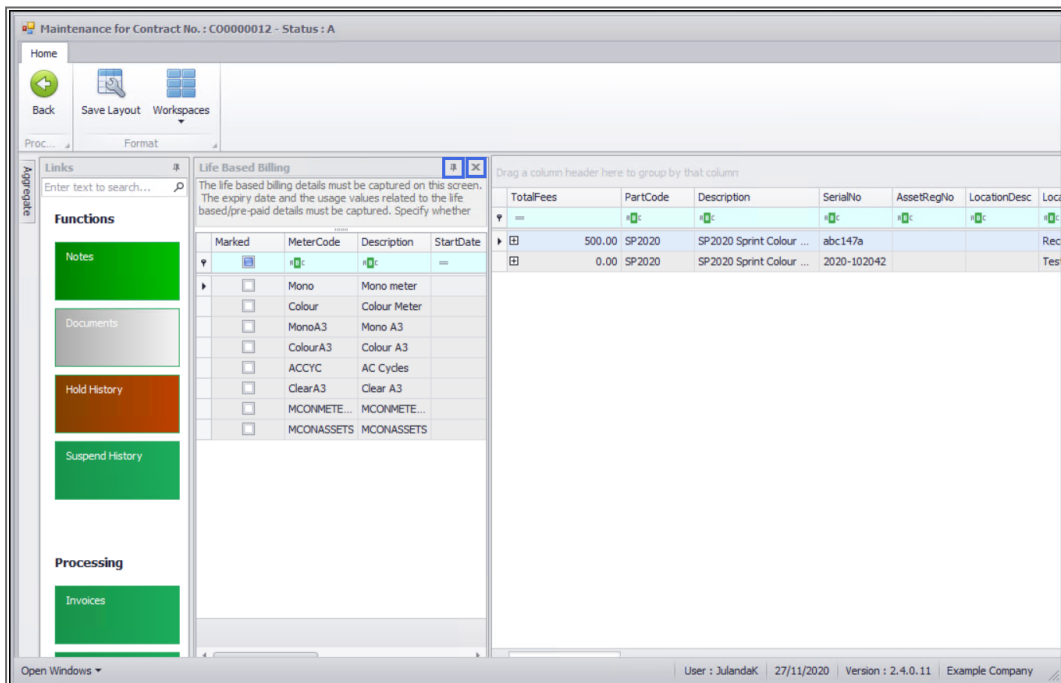 Maintenance for Contract No. : CO0000012 - Status : A
Home
Back
Save Layout
Workspaces
Proc...
Format
Aggregate
Links
Enter text to search...
Functions
Notes
Documents
Hold History
Suspend History
Processing
Invoices
Life Based Billing
The life based billing details must be captured on this screen.
The expiry date and the usage values related to the life
based/pre-paid details must be captured. Specify whether
Marked MeterCode Description StartDate
Mono Mono meter
Colour Colour Meter
MonoA3 Mono A3
ColourA3 Colour A3
ACCYC AC Cycles
ClearA3 Clear A3
MCONMETE... MCONMETE...
MCONASSETS MCONASSETS
Drag a column header here to group by that column
TotalFees PartCode Description SerialNo AssetRegNo LocationDesc Loca
500.00 SP2020 SP2020 Sprint Colour ... abc147a Rec
0.00 SP2020 SP2020 Sprint Colour ... 2020-102042 Tes
Open Windows
User : JulandaK 27/11/2020 Version : 2.4.0.11 Example Company